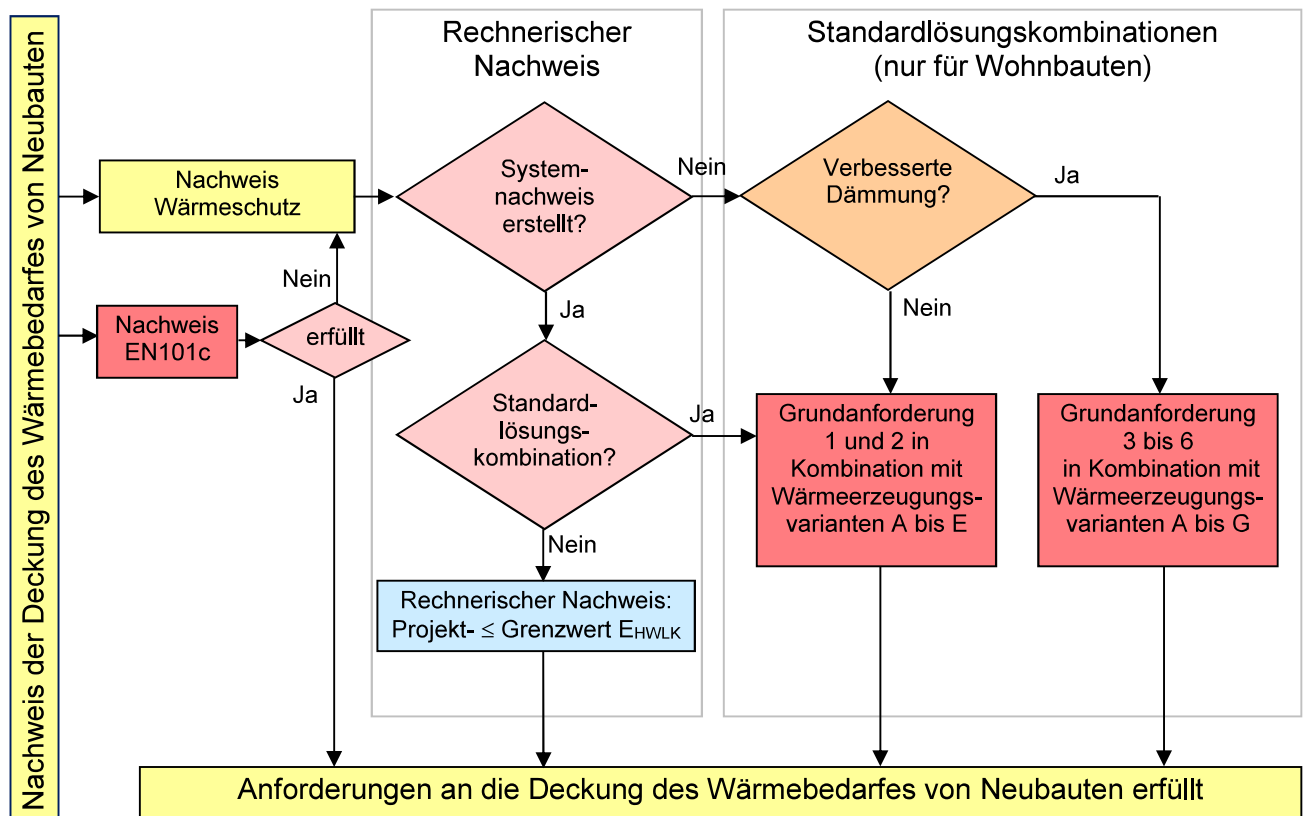 Nachweis der Deckung des Wärmebedarfes von Neubauten
Rechnerischer
Nachweis
Standardlösungskombinationen
(nur für Wohnbauten)
Nachweis
Wärmeschutz
System-
nachweis
erstellt?
Nein
Verbesserte
Dämmung?
Ja
Nein
Ja
Nein
Nachweis
EN101c
erfüllt
Ja
Standard-
lösungs-
kombination?
Ja
Grundanforderung
1 und 2 in
Kombination mit
Wärmeerzeugungs-
varianten A bis E
Grundanforderung
3 bis 6
in Kombination mit
Wärmeerzeugungs-
varianten A bis G
Nein
Rechnerischer Nachweis:
Projekt- ≤ Grenzwert EHWLK
Anforderungen an die Deckung des Wärmebedarfes von Neubauten erfüllt